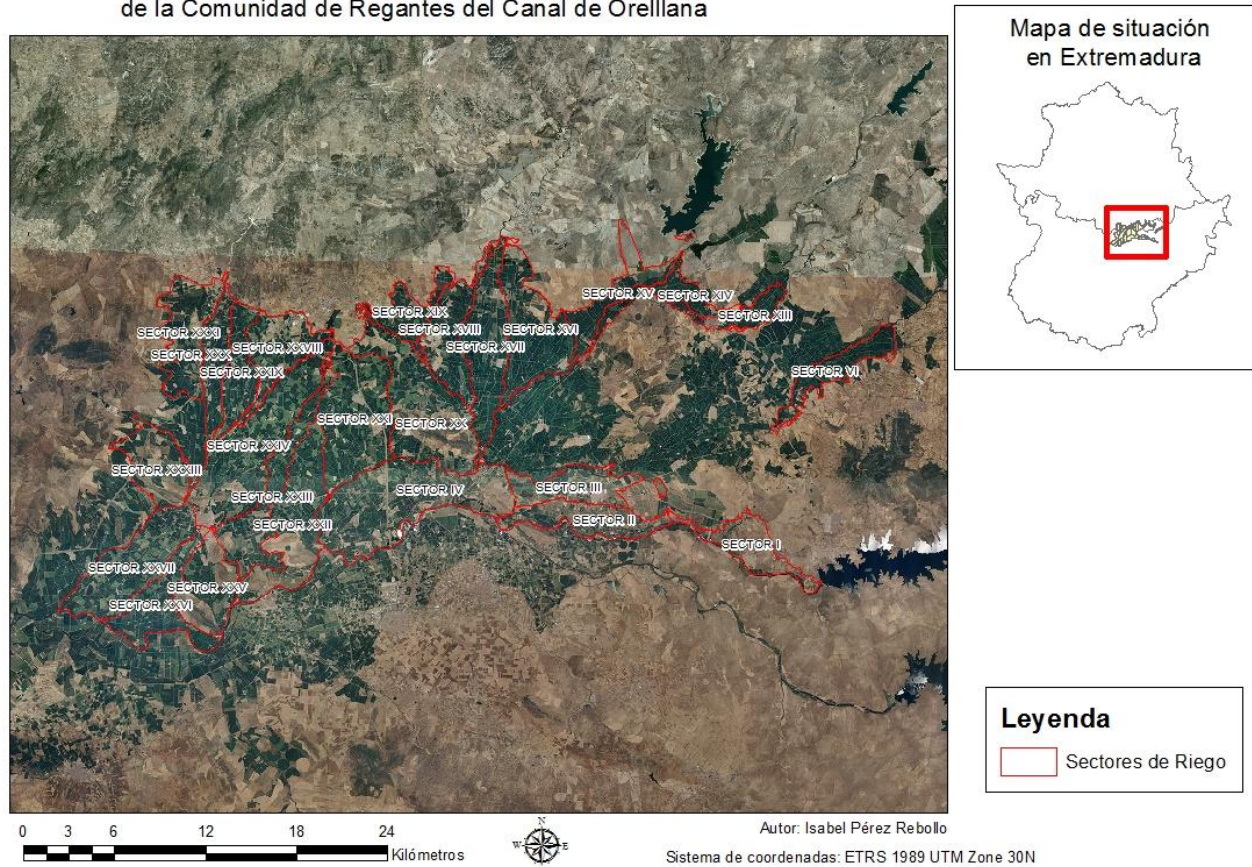 de la Comunidad de Regantes del Canal de Orelllana
Mapa de situación
en Extremadura
SECTOR XV
SECTOR XIV
SECTOR XIII
SECTOR XIX
SECTOR XVIII
SECTOR XVI
SECTOR XVII
SECTOR XXXI
SECTOR XXX
SECTOR XXVIII
SECTOR XXIX
SECTOR VI
SECTOR XXI
SECTOR XX
SECTOR XXIV
SECTOR XXXIII
SECTOR IV
SECTOR III
SECTOR XXIII
SECTOR XXII
SECTOR II
SECTOR I
SECTOR XXVII
SECTOR XXV
SECTOR XXVI
Leyenda
Sectores de Riego
0 3 6 12 18 24
Kilómetros
N
W E
S
Autor: Isabel Pérez Rebollo
Sistema de coordenadas: ETRS 1989 UTM Zone 30N